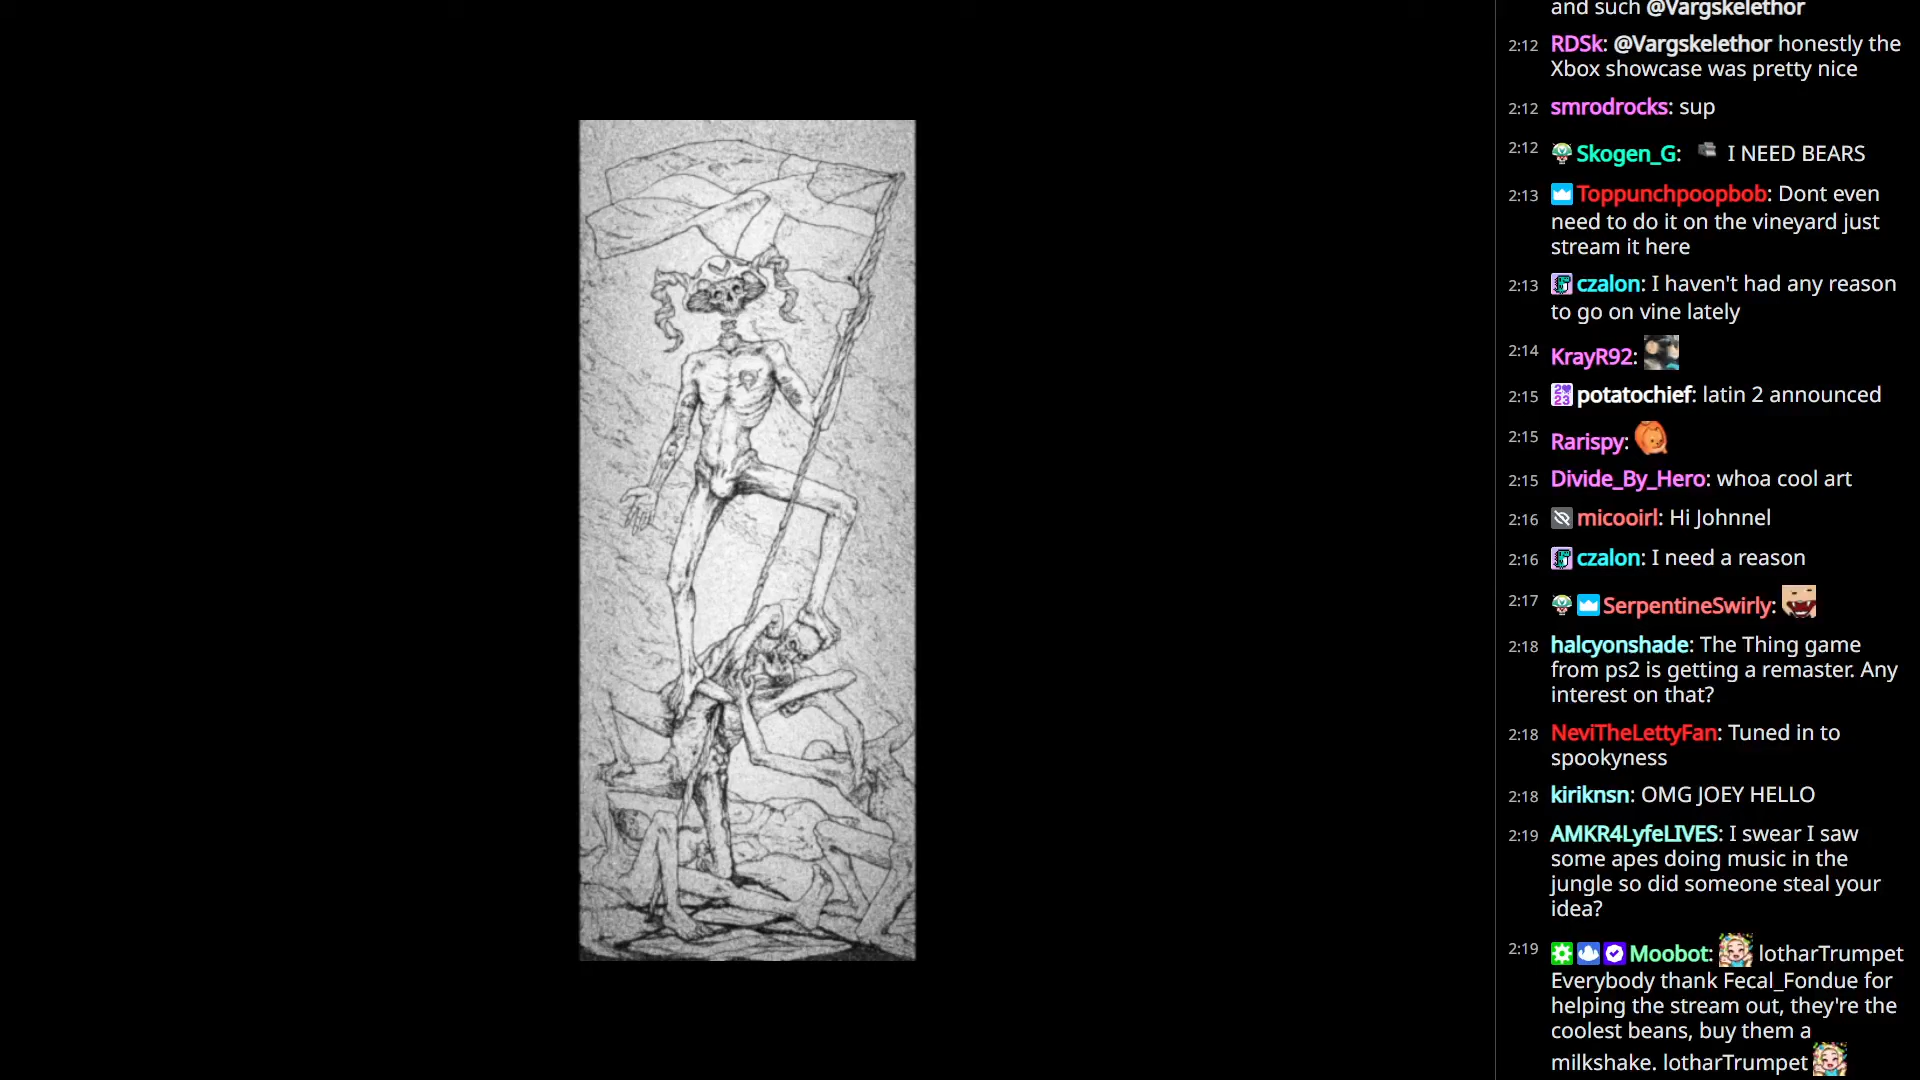 and such @Vargskelethor
2:12 RDSk: @Vargskelethor honestly the
Xbox showcase was pretty nice
2:12 smrodrocks: sup
2:12 Skogen_G: I NEED BEARS
2:13 Toppunchpoopbob: Dont even
need to do it on the vineyard just
stream it here
2:13 czalon: I haven't had any reason
to go on vine lately
2:14 KrayR92:
2:15 potatochief: latin 2 announced
2:15 Rarispy:
2:15 Divide_By_Hero: whoa cool art
2:16 micooirl: Hi Johnnel
2:16 czalon: I need a reason
2:17 SerpentineSwirly:
2:18 halcyonshade: The Thing game
from ps2 is getting a remaster. Any
interest on that?
2:18 NeviTheLettyFan: Tuned in to
spookyness
2:18 kiriknsn: OMG JOEY HELLO
2:19 AMKR4LyfeLIVES: I swear I saw
some apes doing music in the
jungle so did someone steal your
idea?
2:19 Moobot: lotharTrumpet
Everybody thank Fecal_Fondue for
helping the stream out, they're the
coolest beans, buy them a
milkshake. lotharTrumpet